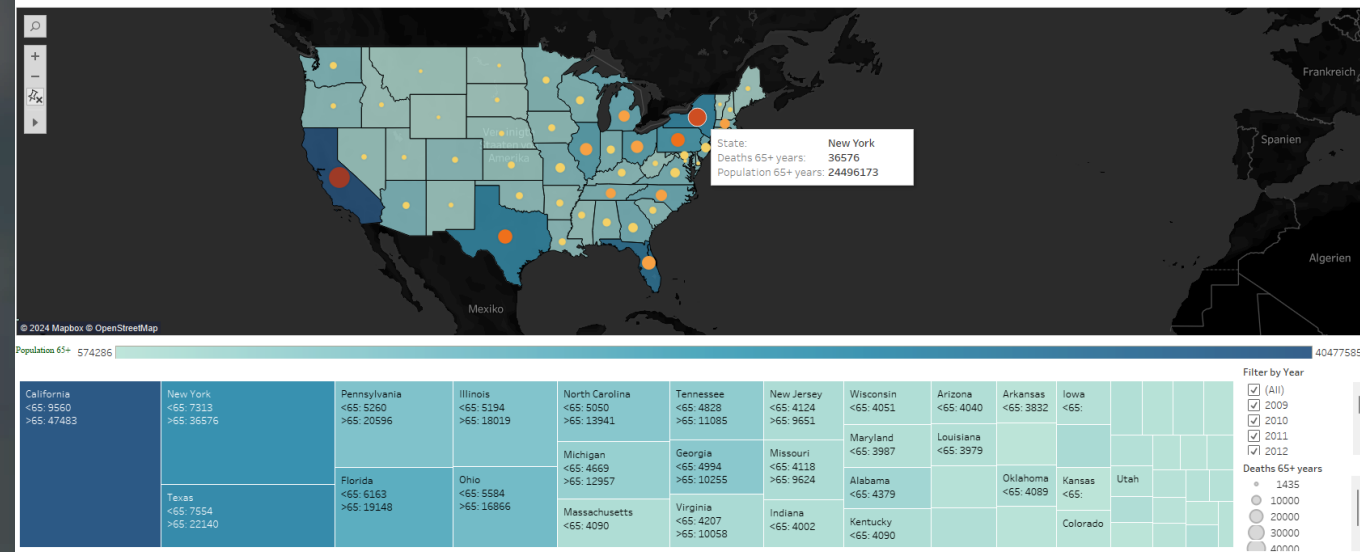 Frankreich
Spanien
Algerien
Mexiko
Vereinigte
Staaten von
Amerika
State: New York
Deaths 65+ years: 36576
Population 65+ years: 24496173
© 2024 Mapbox © OpenStreetMap
Population 65+ 574286 40477585
California
<65: 9560
>65: 47483
New York
<65: 7313
>65: 36576
Texas
<65: 7554
>65: 22140
Pennsylvania
<65: 5260
>65: 20596
Florida
<65: 6163
>65: 19148
Illinois
<65: 5194
>65: 18019
Ohio
<65: 5584
>65: 16866
North Carolina
<65: 5050
>65: 13941
Michigan
<65: 4669
>65: 12957
Massachusetts
<65: 4090
Tennessee
<65: 4828
>65: 11085
Georgia
<65: 4994
>65: 10255
Virginia
<65: 4207
>65: 10058
New Jersey
<65: 4124
>65: 9651
Missouri
<65: 4118
>65: 9624
Indiana
<65: 4002
Wisconsin
<65: 4051
Maryland
<65: 3987
Alabama
<65: 4379
Kentucky
<65: 4090
Arizona
<65: 4040
Louisiana
<65: 3979
Arkansas
<65: 3832
Oklahoma
<65: 4089
Iowa
<65:
Kansas
<65:
Colorado
Utah
Filter by Year
(All)
2009
2010
2011
2012
Deaths 65+ years
1435
10000
20000
30000
40000